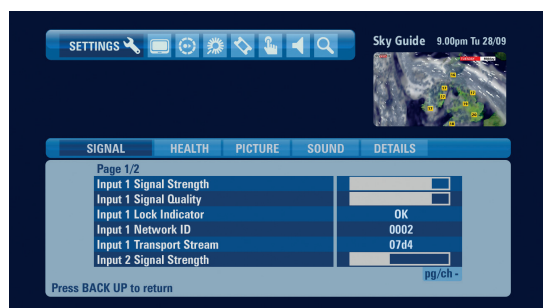 SETTINGS
Sky Guide 9.00pm Tu 28/09
SIGNAL HEALTH PICTURE SOUND DETAILS
Page 1/2
Input 1 Signal Strength
Input 1 Signal Quality
Input 1 Lock Indicator OK
Input 1 Network ID 0002
Input 1 Transport Stream 07d4
Input 2 Signal Strength
pg/ch -
Press BACK UP to return